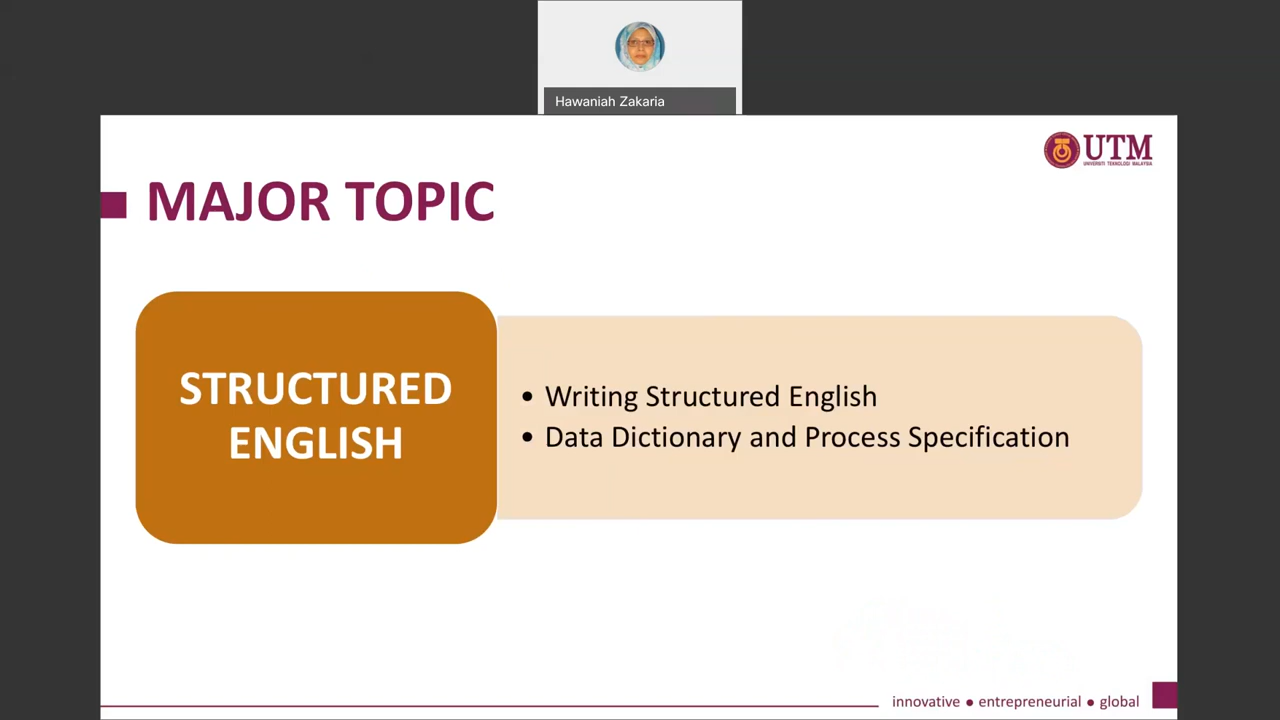 Hawaniah Zakaria
UTM
UNIVERSITI TEKNOLOGI MALAYSIA
MAJOR TOPIC
STRUCTURED
ENGLISH
• Writing Structured English
• Data Dictionary and Process Specification
innovative ● entrepreneurial ● global